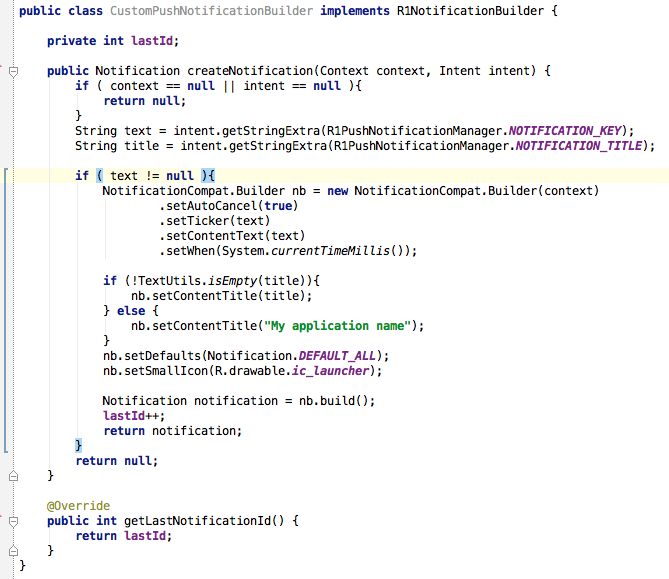 public class CustomPushNotificationBuilder implements R1NotificationBuilder {
private int lastId;
public Notification createNotification(Context context, Intent intent) {
if ( context == null || intent == null ){
return null;
}
String text = intent.getStringExtra(R1PushNotificationManager.NOTIFICATION_KEY);
String title = intent.getStringExtra(R1PushNotificationManager.NOTIFICATION_TITLE);
if ( text != null ){
NotificationCompat.Builder nb = new NotificationCompat.Builder(context)
.setAutoCancel(true)
.setTicker(text)
.setContentText(text)
.setWhen(System.currentTimeMillis());
if (!TextUtils.isEmpty(title)){
nb.setContentTitle(title);
} else {
nb.setContentTitle("My application name");
}
nb.setDefaults(Notification.DEFAULT_ALL);
nb.setSmallIcon(R.drawable.ic_launcher);
Notification notification = nb.build();
lastId++;
return notification;
}
return null;
}
@Override
public int getLastNotificationId() {
return lastId;
}
}